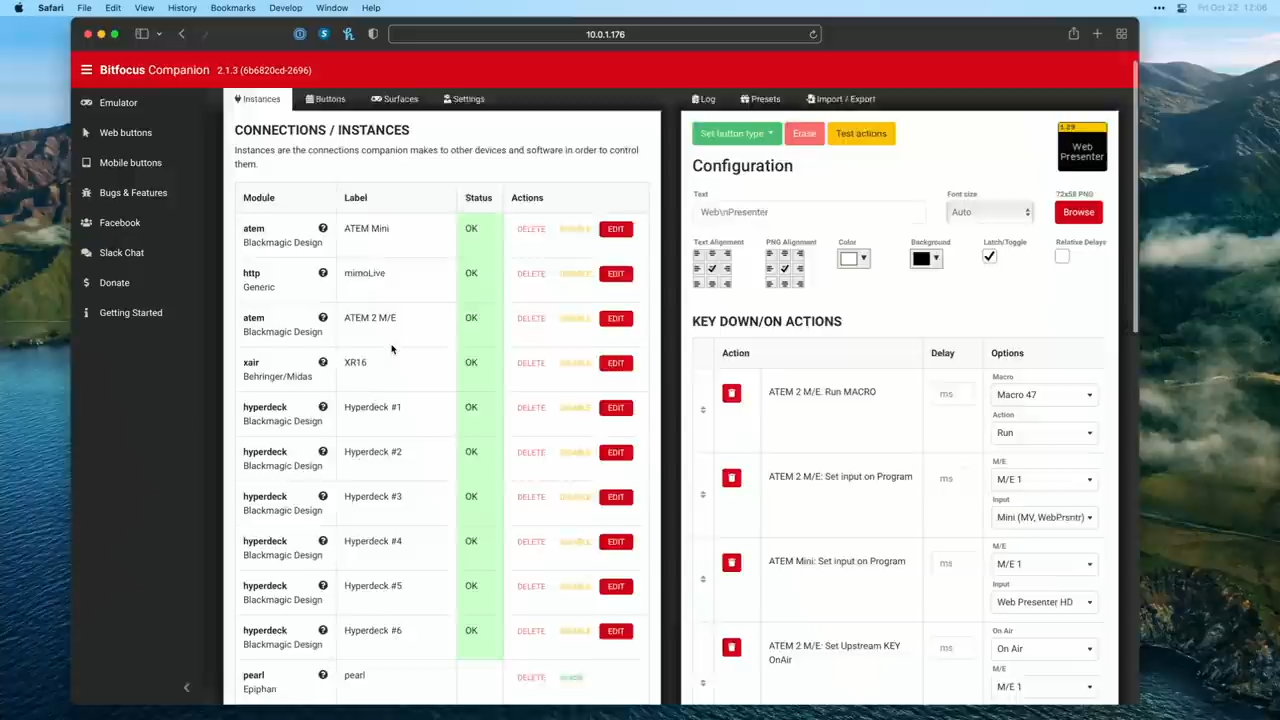 Safari File Edit View History Bookmarks Develop Window Help
Fri Oct 22 12:06
10.0.1.176
Bitfocus Companion 2.1.3 (6b6820cd-2696)
Emulator
Web buttons
Mobile buttons
Bugs & Features
Facebook
Slack Chat
Donate
Getting Started
Instances Buttons Surfaces Settings
CONNECTIONS / INSTANCES
Instances are the connections companion makes to other devices and software in order to control
them.
Module Label Status Actions
atem ATEM Mini OK DELETE DISABLE EDIT
Blackmagic Design
http mimoLive OK DELETE DISABLE EDIT
Generic
atem ATEM 2 M/E OK DELETE DISABLE EDIT
Blackmagic Design
xair XR16 OK DELETE DISABLE EDIT
Behringer/Midas
hyperdeck Hyperdeck #1 OK DELETE DISABLE EDIT
Blackmagic Design
hyperdeck Hyperdeck #2 OK DELETE DISABLE EDIT
Blackmagic Design
hyperdeck Hyperdeck #3 OK DELETE DISABLE EDIT
Blackmagic Design
hyperdeck Hyperdeck #4 OK DELETE DISABLE EDIT
Blackmagic Design
hyperdeck Hyperdeck #5 OK DELETE DISABLE EDIT
Blackmagic Design
hyperdeck Hyperdeck #6 OK DELETE DISABLE EDIT
Blackmagic Design
pearl pearl DELETE
Epiphan
Log Presets Import / Export
Set button type Erase Test actions
1.29
Web
Presenter
Configuration
Text Font size 72x58 PNG
Web\nPresenter Auto Browse
Text Alignment PNG Alignment Color Background Latch/Toggle Relative Delays
KEY DOWN/ON ACTIONS
Action Delay Options
ATEM 2 M/E: Run MACRO ms
Macro
Macro 47
Action
Run
ATEM 2 M/E: Set input on Program ms
M/E
M/E 1
Input
Mini (MV, WebPrsntr)
ATEM Mini: Set input on Program ms
M/E
M/E 1
Input
Web Presenter HD
ATEM 2 M/E: Set Upstream KEY
OnAir
ms
On Air
On Air
M/E
M/E 1